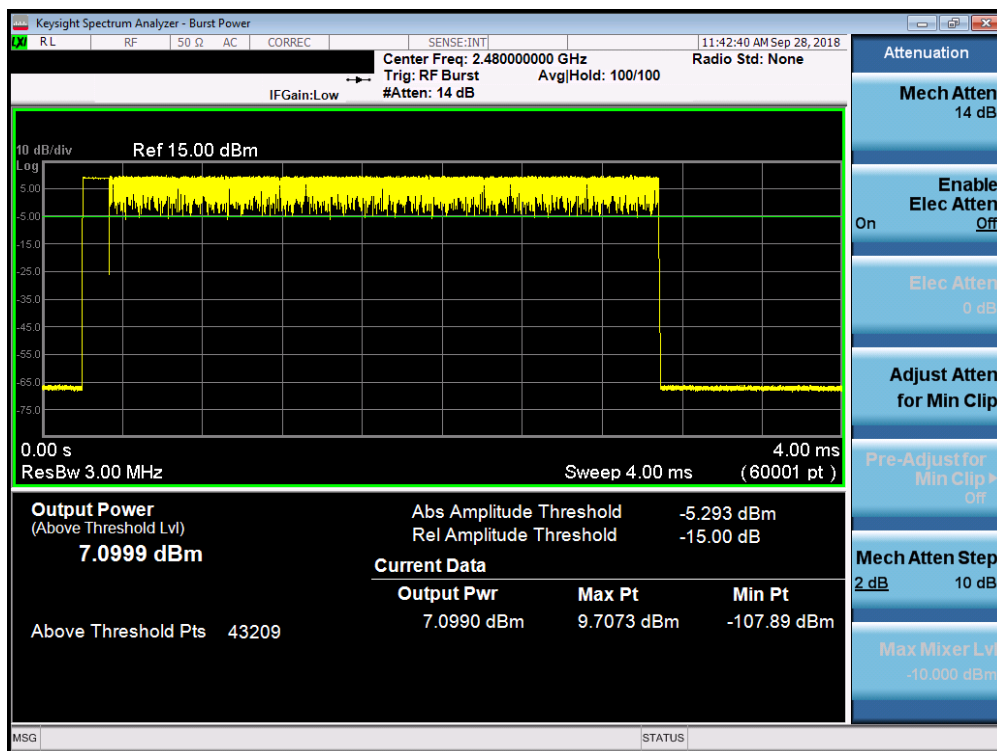 Keysight Spectrum Analyzer - Burst Power
LXI RL RF 50 Ω AC CORREC SENSE:INT 11:42:40 AM Sep 28, 2018
Center Freq: 2.480000000 GHz Radio Std: None
Trig: RF Burst Avg|Hold: 100/100
IFGain:Low #Atten: 14 dB
10 dB/div Ref 15.00 dBm
Log
5.00
-5.00
-15.0
-25.0
-35.0
-45.0
-55.0
-65.0
-75.0
0.00 s 4.00 ms
ResBw 3.00 MHz Sweep 4.00 ms (60001 pt)
Output Power
(Above Threshold Lvl)
7.0999 dBm
Above Threshold Pts 43209
Abs Amplitude Threshold -5.293 dBm
Rel Amplitude Threshold -15.00 dB
Current Data
Output Pwr Max Pt Min Pt
7.0990 dBm 9.7073 dBm -107.89 dBm
MSG STATUS
Attenuation
Mech Atten
14 dB
Enable
Elec Atten
On Off
Elec Atten
0 dB
Adjust Atten
for Min Clip
Pre-Adjust for
Min Clip
Off
Mech Atten Step
2 dB 10 dB
Max Mixer Lvl
-10.000 dBm